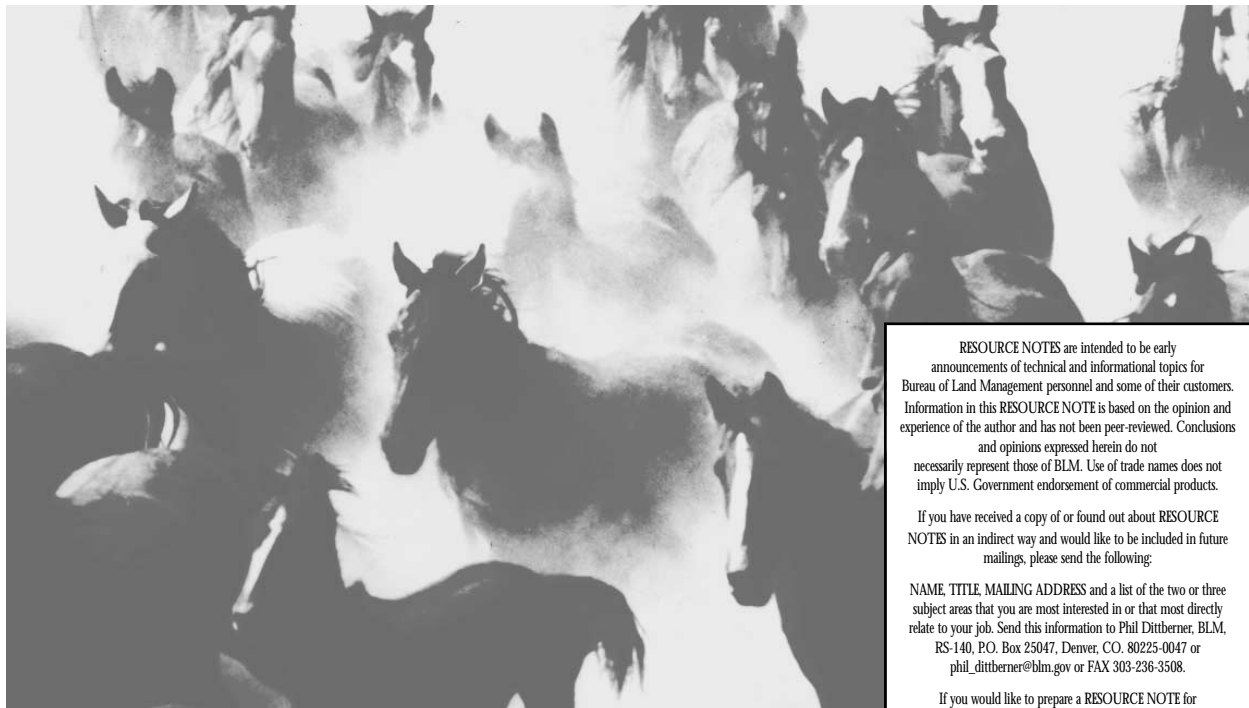 RESOURCE NOTES are intended to be early
announcements of technical and informational topics for
Bureau of Land Management personnel and some of their customers.
Information in this RESOURCE NOTE is based on the opinion and
experience of the author and has not been peer-reviewed. Conclusions
and opinions expressed herein do not
necessarily represent those of BLM. Use of trade names does not
imply U.S. Government endorsement of commercial products.
If you have received a copy of or found out about RESOURCE
NOTES in an indirect way and would like to be included in future
mailings, please send the following:
NAME, TITLE, MAILING ADDRESS and a list of the two or three
subject areas that you are most interested in or that most directly
relate to your job. Send this information to Phil Dittberner, BLM,
RS-140, P.O. Box 25047, Denver, CO. 80225-0047 or
phil_dittberner@blm.gov or FAX 303-236-3508.
If you would like to prepare a RESOURCE NOTE for